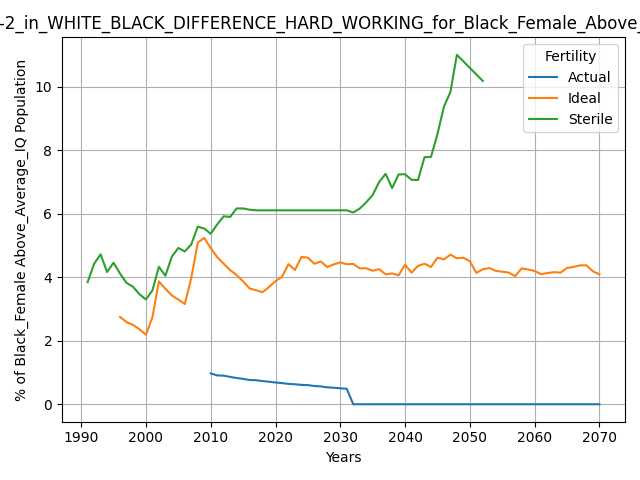 -2_in_WHITE_BLACK_DIFFERENCE_HARD_WORKING_for_Black_Female_Above_
% of Black_Female Above_Average_IQ Population
10
8
6
4
2
0
Fertility
Actual
Ideal
Sterile
1990 2000 2010 2020 2030 2040 2050 2060 2070
Years